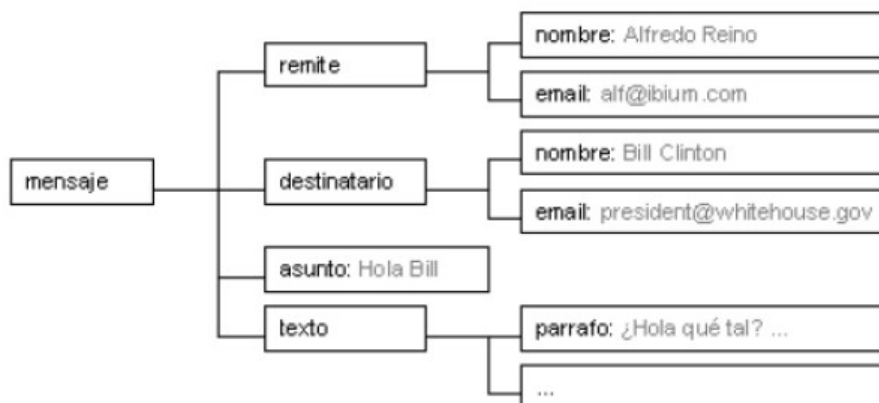 nombre: Alfredo Reino
remite
email: alf@ibium.com
nombre: Bill Clinton
mensaje
destinatario
email: president@whitehouse.gov
asunto: Hola Bill
texto
parrafo: ¿Hola qué tal? ...
...